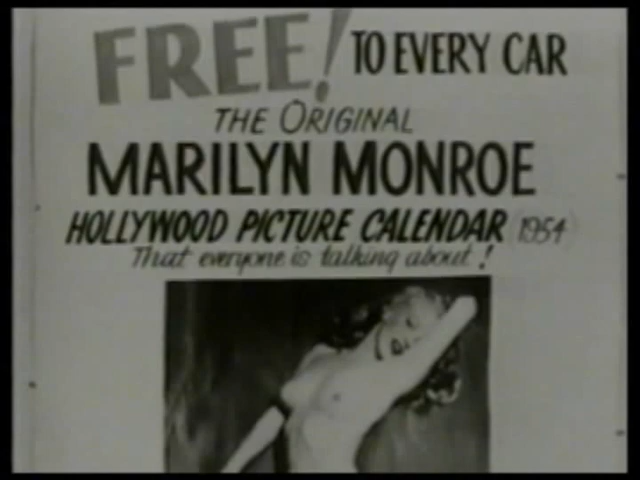 FREE! TO EVERY CAR
THE ORIGINAL
MARILYN MONROE
HOLLYWOOD PICTURE CALENDAR (1954)
That everyone is talking about!